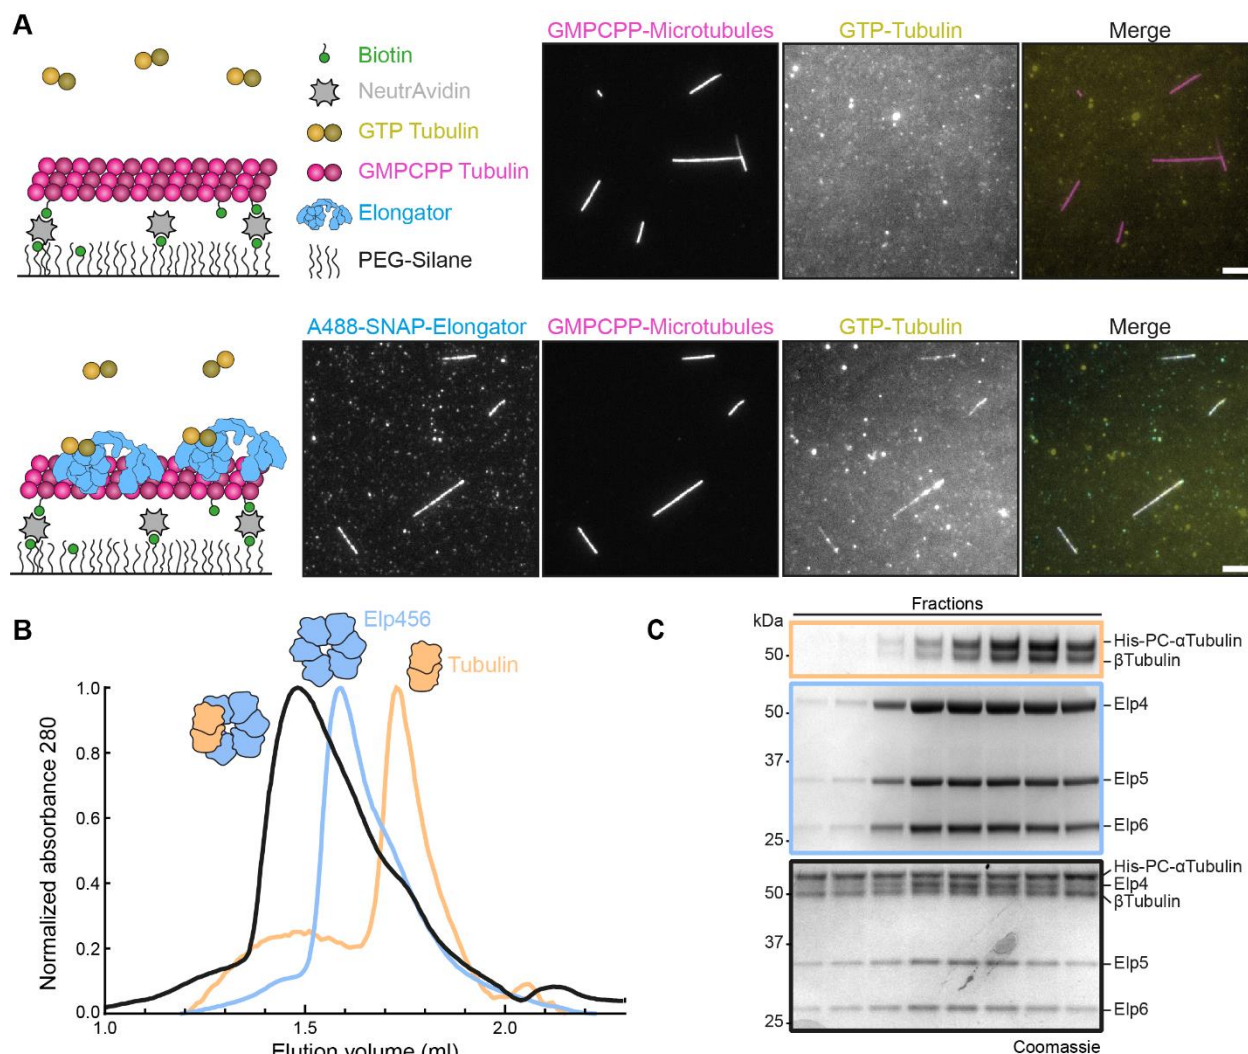 A
Biotin
NeutrAvidin
GTP Tubulin
GMPCPP Tubulin
Elongator
PEG-Silane
GMPCPP-Microtubules
GTP-Tubulin
Merge
A488-SNAP-Elongator
GMPCPP-Microtubules
GTP-Tubulin
Merge
B
Elp456
Tubulin
Normalized absorbance 280
1.0
0.8
0.6
0.4
0.2
0.0
1.0
1.5
2.0
Elution volume (ml)
C
Fractions
kDa
50
His-PC-αTubulin
βTubulin
50
37
25
Elp4
Elp5
Elp6
50
37
25
His-PC-αTubulin
Elp4
βTubulin
Elp5
Elp6
Coomassie